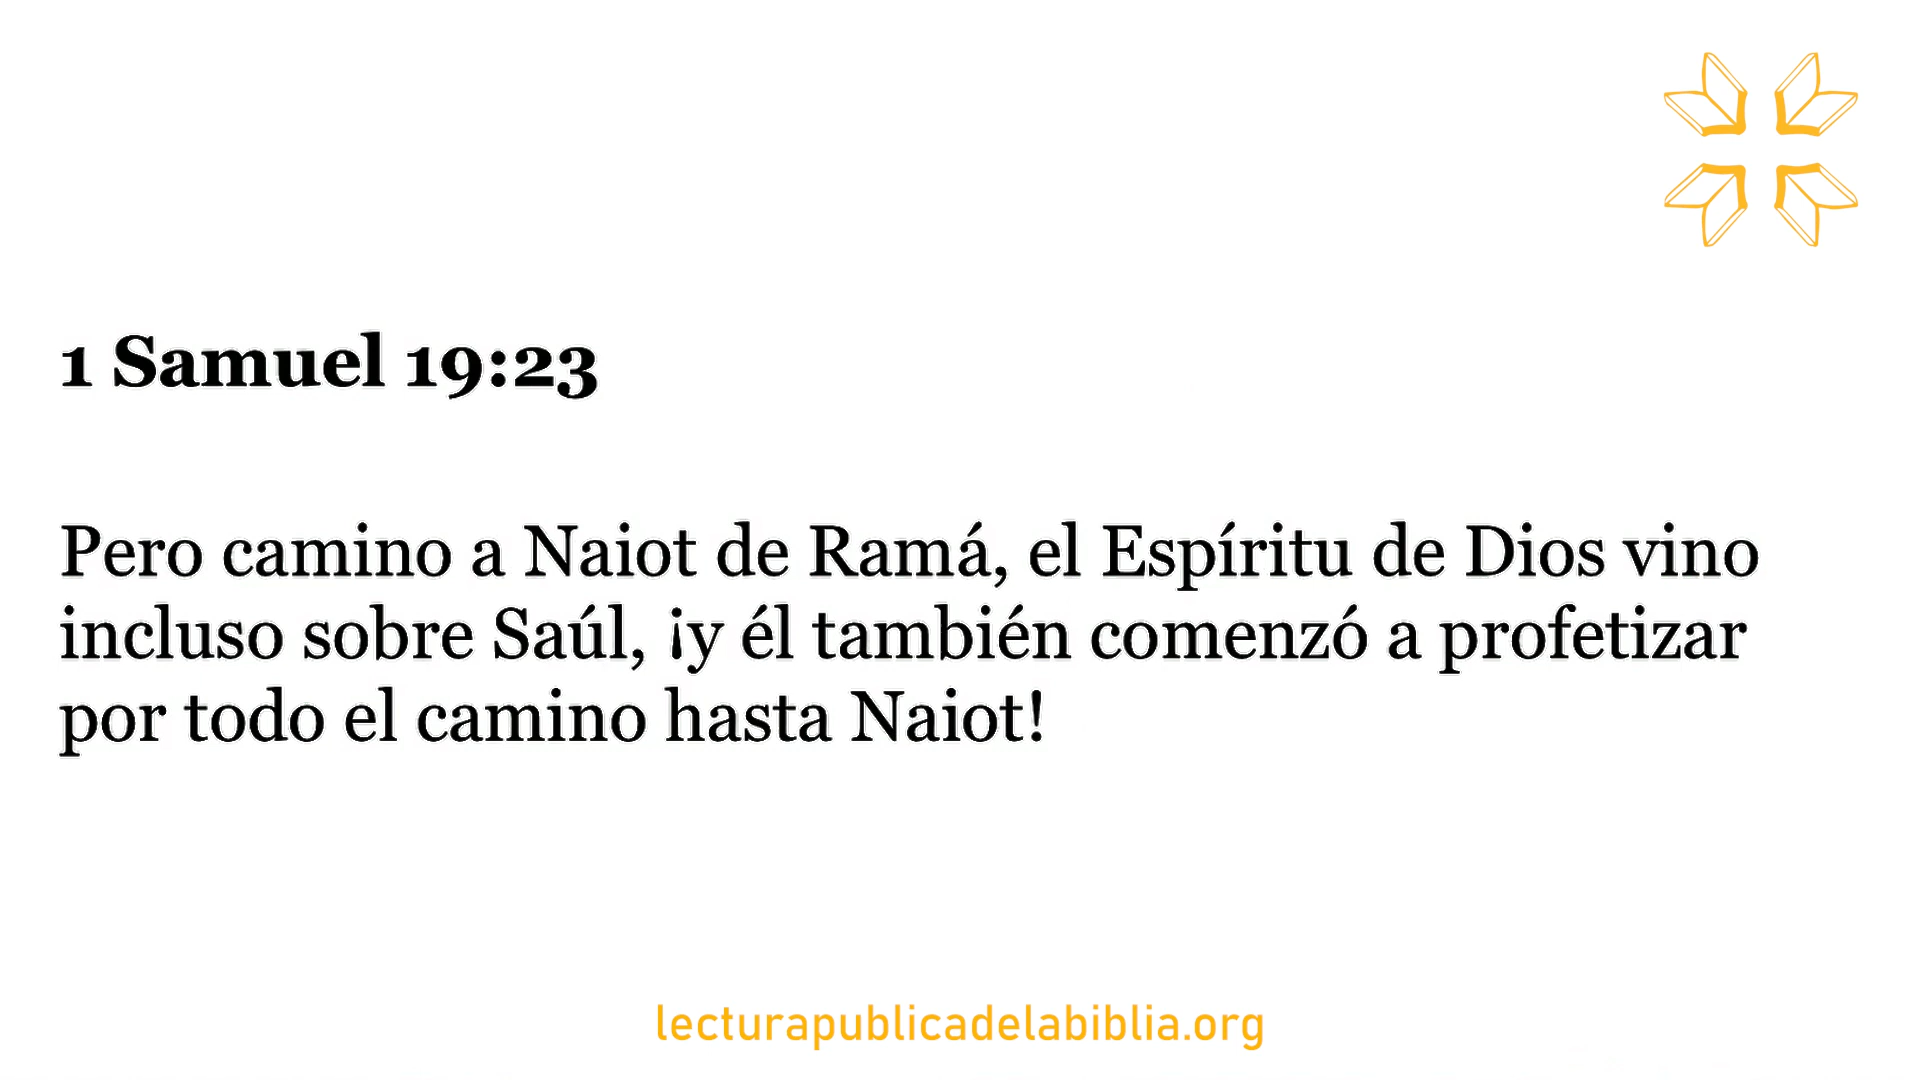 1 Samuel 19:23
Pero camino a Naiot de Ramá, el Espíritu de Dios vino
incluso sobre Saúl, ¡y él también comenzó a profetizar
por todo el camino hasta Naiot!
lecturapublicadelabiblia.org